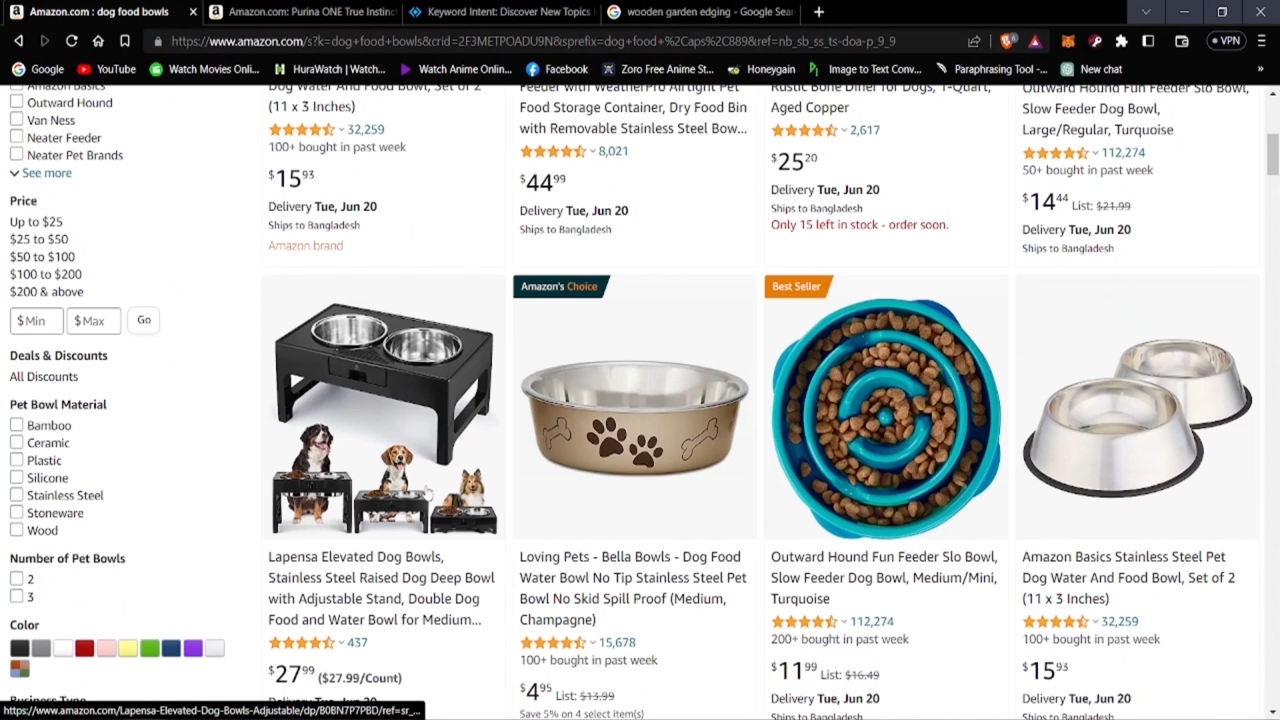 Amazon.com : dog food bowls
Amazon.com: Purina ONE True Instinct
Keyword Intent: Discover New Topics
wooden garden edging - Google Sear
https://www.amazon.com/s?k=dog+food+bowls&crid=2F3METPOADU9N&sprefix=dog+food+%2Caps%2C889&ref=nb_sb_ss_ts-doa-p_9_9
VPN
Google
YouTube
Watch Movies Onli...
HuraWatch | Watch...
Watch Anime Onlin...
Facebook
Zoro Free Anime St...
Honeygain
Image to Text Conv...
Paraphrasing Tool -...
New chat
»
Amazon Basics
Outward Hound
Van Ness
Neater Feeder
Neater Pet Brands
See more
Price
Up to $25
$25 to $50
$50 to $100
$100 to $200
$200 & above
$ Min
$ Max
Go
Deals & Discounts
All Discounts
Pet Bowl Material
Bamboo
Ceramic
Plastic
Silicone
Stainless Steel
Stoneware
Wood
Number of Pet Bowls
2
3
Color
Business Type
Dog Water And Food Bowl, Set of 2
(11 x 3 Inches)
32,259
100+ bought in past week
$15 93
Delivery Tue, Jun 20
Ships to Bangladesh
Amazon brand
Feeder with WeatherPro Airtight Pet
Food Storage Container, Dry Food Bin
with Removable Stainless Steel Bow...
8,021
$44 99
Delivery Tue, Jun 20
Ships to Bangladesh
Rustic Bone Diner for Dogs, 1-Quart,
Aged Copper
2,617
$25 20
Delivery Tue, Jun 20
Ships to Bangladesh
Only 15 left in stock - order soon.
Outward Hound Fun Feeder Slo Bowl,
Slow Feeder Dog Bowl,
Large/Regular, Turquoise
112,274
50+ bought in past week
$14 44 List: $21.99
Delivery Tue, Jun 20
Ships to Bangladesh
Lapensa Elevated Dog Bowls,
Stainless Steel Raised Dog Deep Bowl
with Adjustable Stand, Double Dog
Food and Water Bowl for Medium...
437
$27 99 ($27.99/Count)
Amazon's Choice
Loving Pets - Bella Bowls - Dog Food
Water Bowl No Tip Stainless Steel Pet
Bowl No Skid Spill Proof (Medium,
Champagne)
15,678
100+ bought in past week
$4 95 List: $13.99
Save 5% on 4 select item(s)
Best Seller
Outward Hound Fun Feeder Slo Bowl,
Slow Feeder Dog Bowl, Medium/Mini,
Turquoise
112,274
200+ bought in past week
$11 99 List: $16.49
Delivery Tue, Jun 20
Ships to Bangladesh
Amazon Basics Stainless Steel Pet
Dog Water And Food Bowl, Set of 2
(11 x 3 Inches)
32,259
100+ bought in past week
$15 93
Delivery Tue, Jun 20
Ships to Bangladesh
https://www.amazon.com/Lapensa-Elevated-Dog-Bowls-Adjustable/dp/B0BN7P7PBD/ref=sr_...